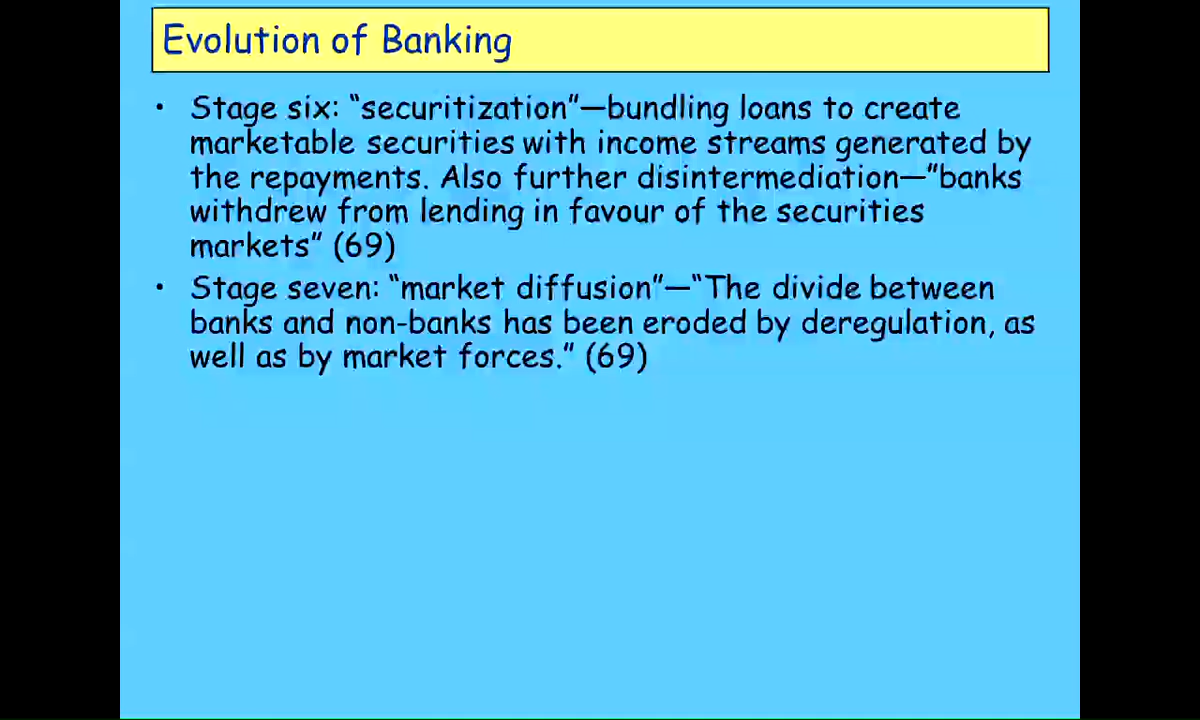 Evolution of Banking
• Stage six: “securitization”—bundling loans to create
marketable securities with income streams generated by
the repayments. Also further disintermediation—“banks
withdrew from lending in favour of the securities
markets” (69)
• Stage seven: “market diffusion”—“The divide between
banks and non-banks has been eroded by deregulation, as
well as by market forces.” (69)